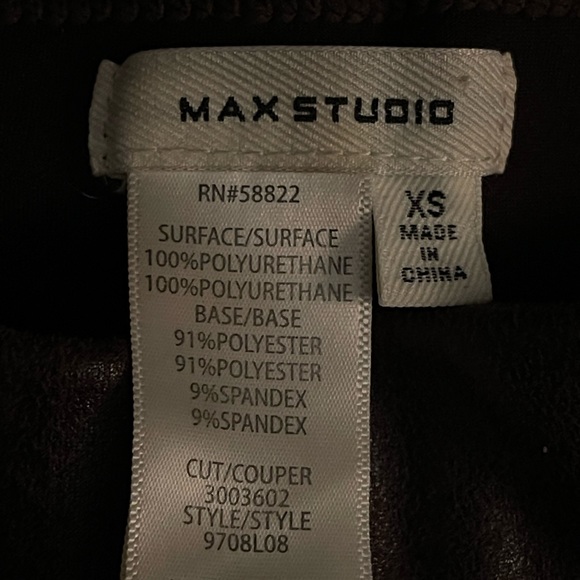 MAX STUDIO
RN#58822
SURFACE/SURFACE
100%POLYURETHANE
100%POLYURETHANE
BASE/BASE
91%POLYESTER
91%POLYESTER
9%SPANDEX
9%SPANDEX
CUT/COUPER
3003602
STYLE/STYLE
9708L08
XS
MADE
IN
CHINA